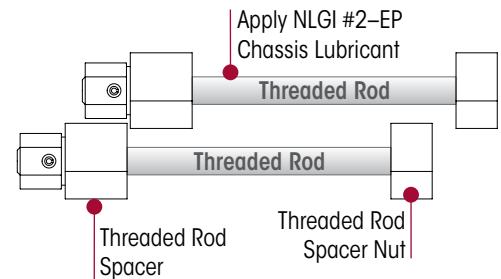 Apply NLGI #2–EP
Chassis Lubricant
Threaded Rod
Threaded Rod
Threaded Rod
Spacer
Threaded Rod
Spacer Nut